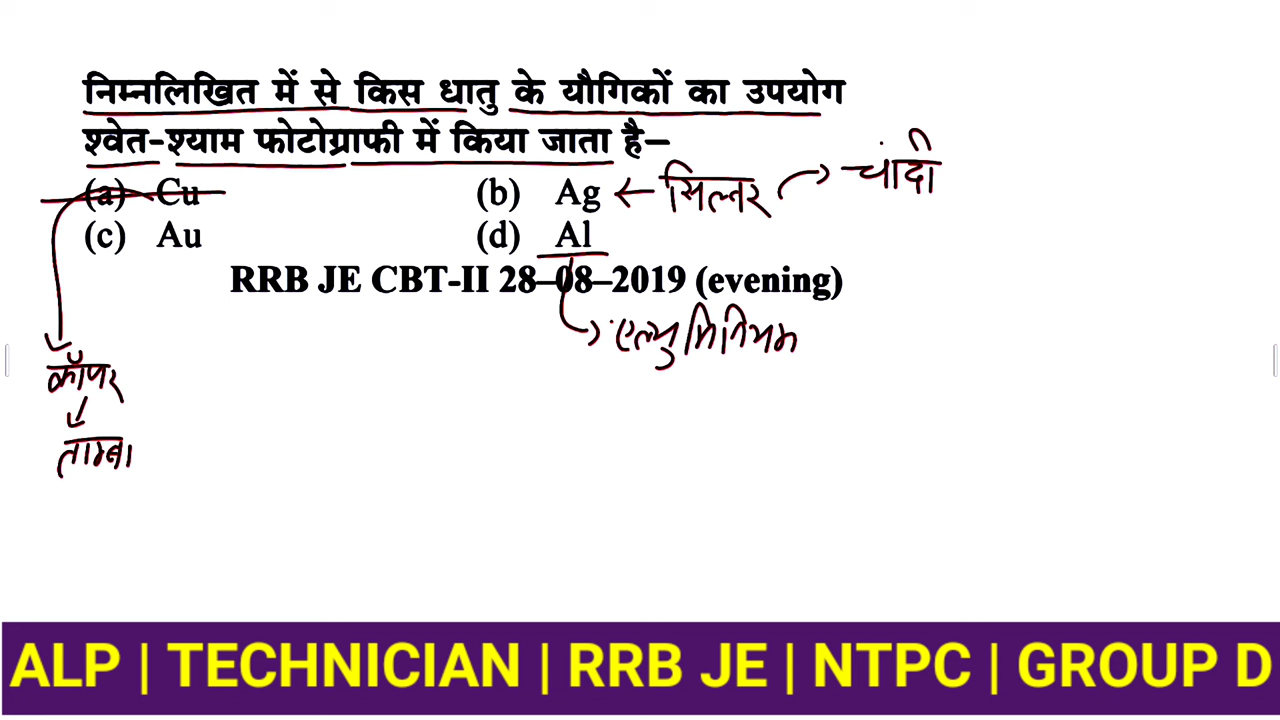 निम्नलिखित में से किस धातु के यौगिकों का उपयोग
श्वेत-श्याम फोटोग्राफी में किया जाता है–
(a) Cu (b) Ag ← सिल्वर → चांदी
(c) Au (d) Al
RRB JE CBT-II 28–08–2019 (evening)
एल्युमिनियम
कॉपर
ताम्बा
ALP | TECHNICIAN | RRB JE | NTPC | GROUP D